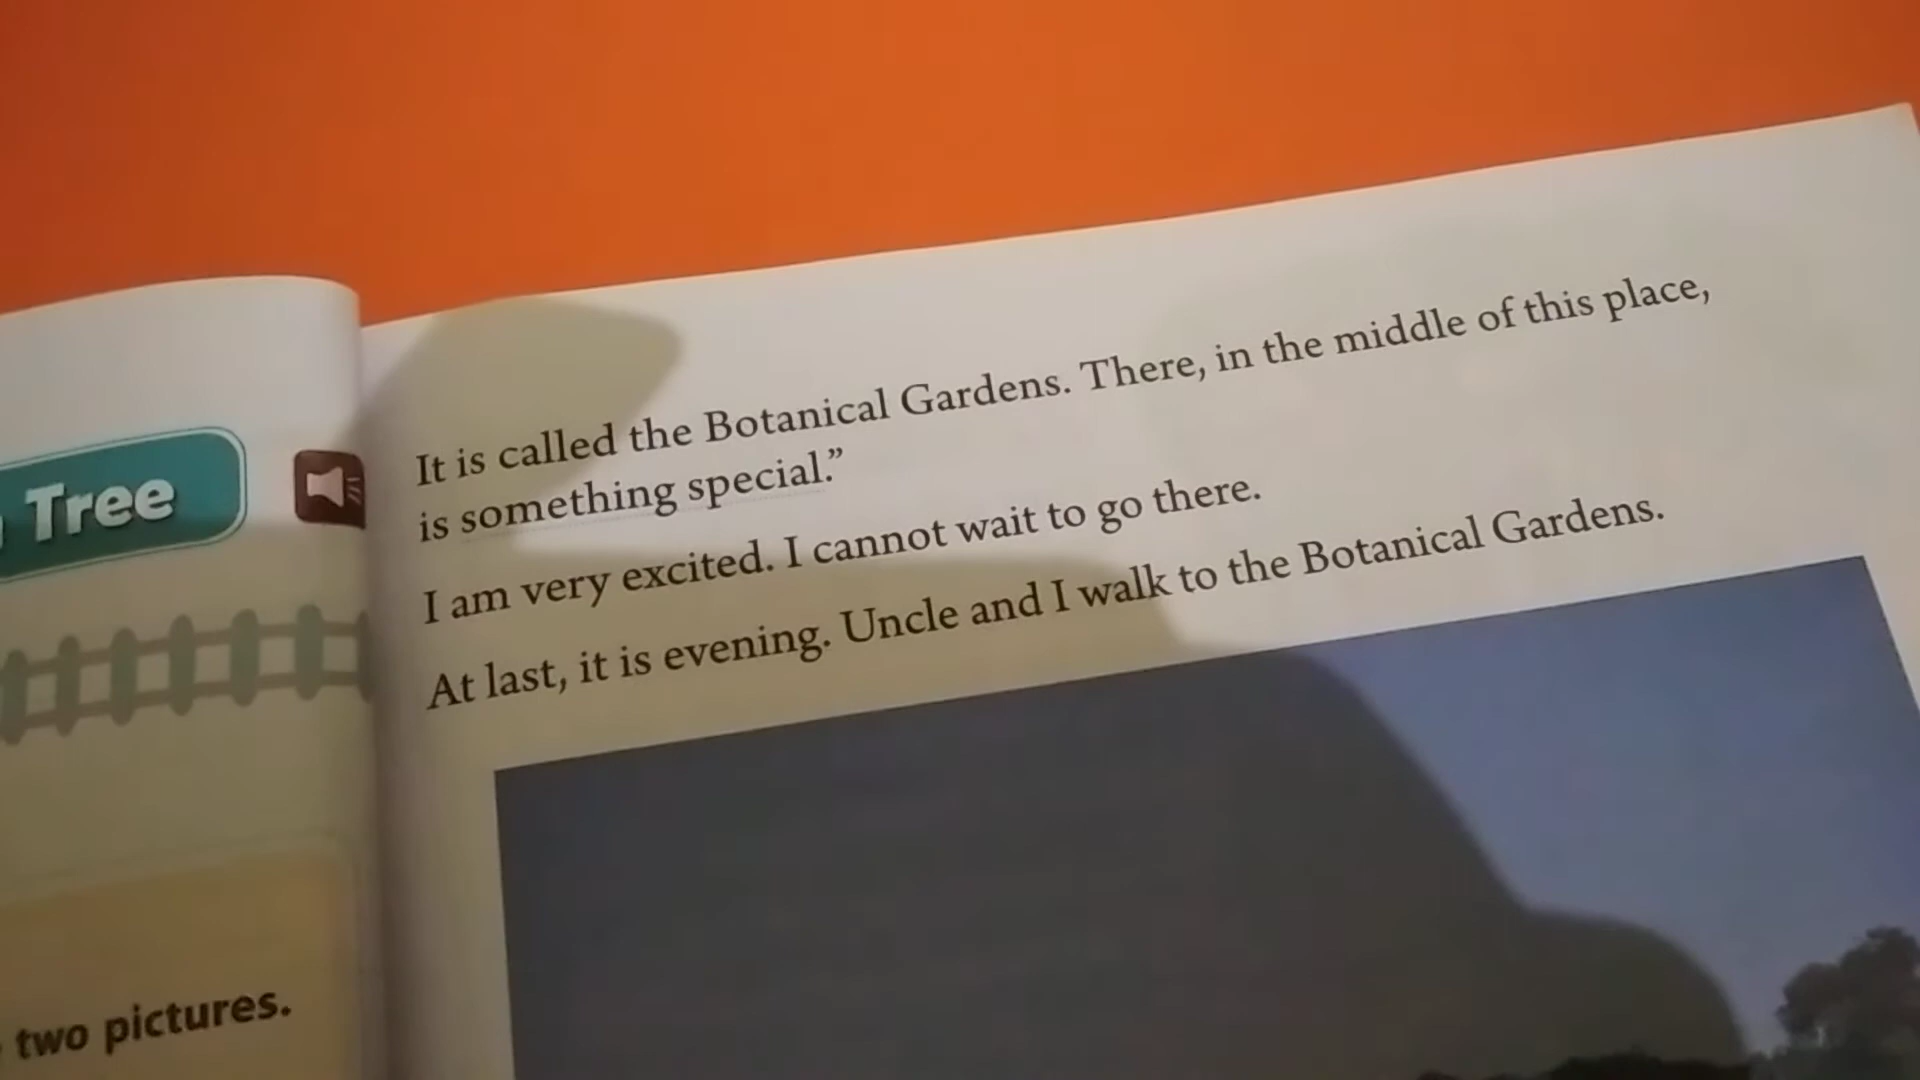 Tree
two pictures.
It is called the Botanical Gardens. There, in the middle of this place,
is something special.”
I am very excited. I cannot wait to go there.
At last, it is evening. Uncle and I walk to the Botanical Gardens.